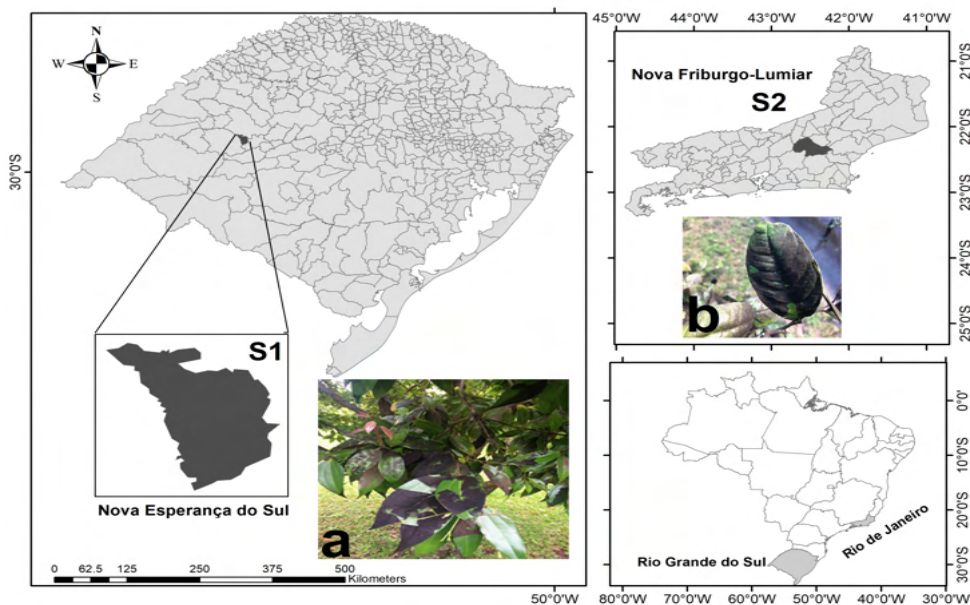 N
W E
S
30°0'S
S1
Nova Esperança do Sul
a
0 62.5 125 250 375 500
Kilometers
50°0'W
45°0'W 44°0'W 43°0'W 42°0'W 41°0'W
Nova Friburgo-Lumiar
S2
21°0'S
22°0'S
23°0'S
24°0'S
25°0'S
b
0°0'
10°0'S
20°0'S
30°0'S
Rio de Janeiro
Rio Grande do Sul
80°0'W 70°0'W 60°0'W 50°0'W 40°0'W 30°0'W